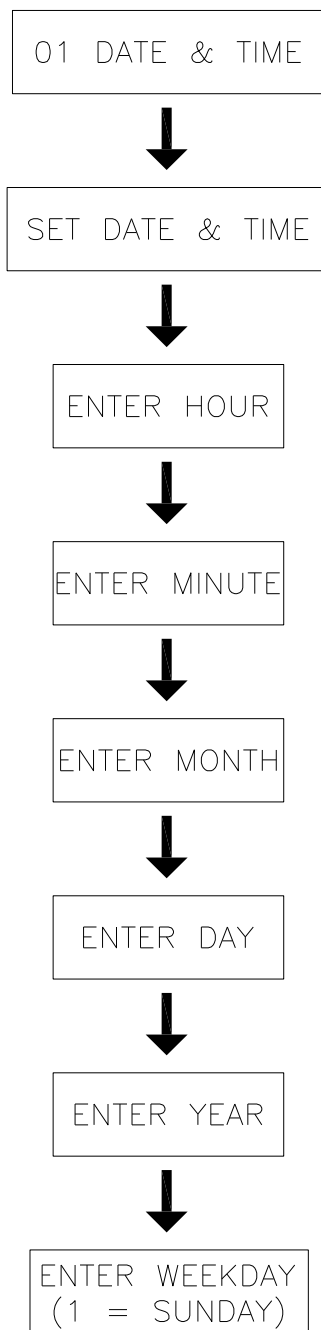 01 DATE & TIME
SET DATE & TIME
ENTER HOUR
ENTER MINUTE
ENTER MONTH
ENTER DAY
ENTER YEAR
ENTER WEEKDAY
(1 = SUNDAY)